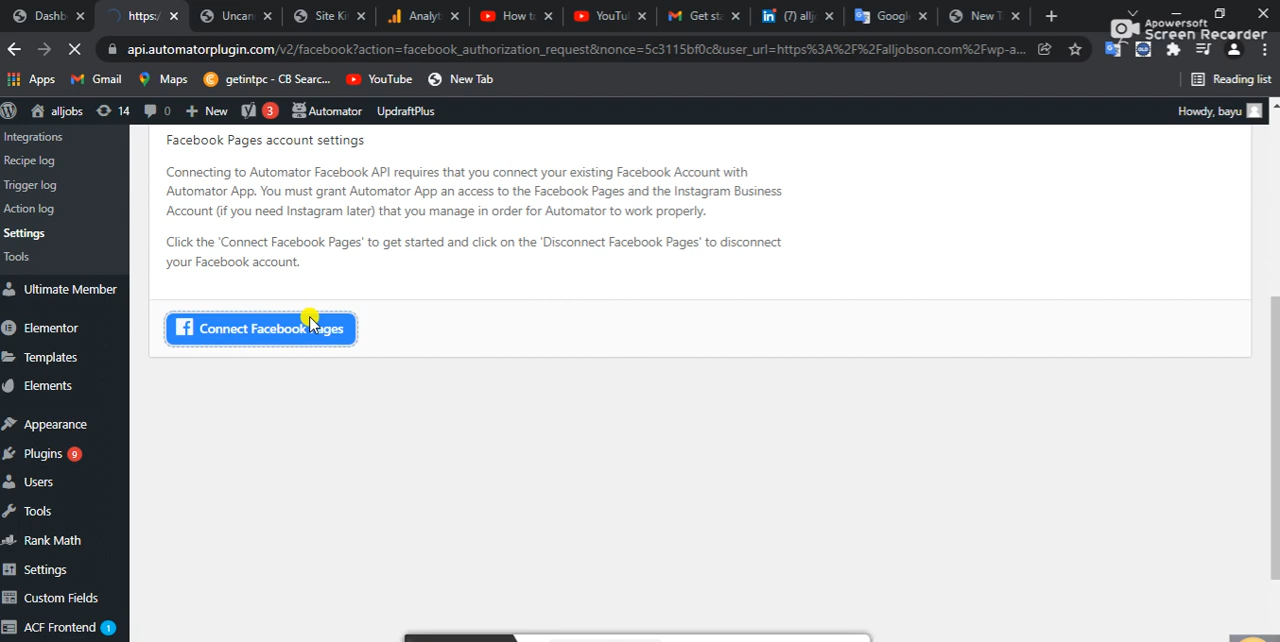 Dashb
https:/
Uncan
Site Ki
Analyt
How t
YouTu
Get sta
(7) allj
Googl
New T
Apowersoft
Screen Recorder
api.automatorplugin.com/v2/facebook?action=facebook_authorization_request&nonce=5c3115bf0c&user_url=https%3A%2F%2Falljobson.com%2Fwp-a...
Apps
Gmail
Maps
getintpc - CB Searc...
YouTube
New Tab
Reading list
alljobs
14
0
New
3
Automator
UpdraftPlus
Howdy, bayu
Integrations
Recipe log
Trigger log
Action log
Settings
Tools
Ultimate Member
Elementor
Templates
Elements
Appearance
Plugins 9
Users
Tools
Rank Math
Settings
Custom Fields
ACF Frontend 1
Facebook Pages account settings
Connecting to Automator Facebook API requires that you connect your existing Facebook Account with
Automator App. You must grant Automator App an access to the Facebook Pages and the Instagram Business
Account (if you need Instagram later) that you manage in order for Automator to work properly.
Click the 'Connect Facebook Pages' to get started and click on the 'Disconnect Facebook Pages' to disconnect
your Facebook account.
Connect Facebook Pages